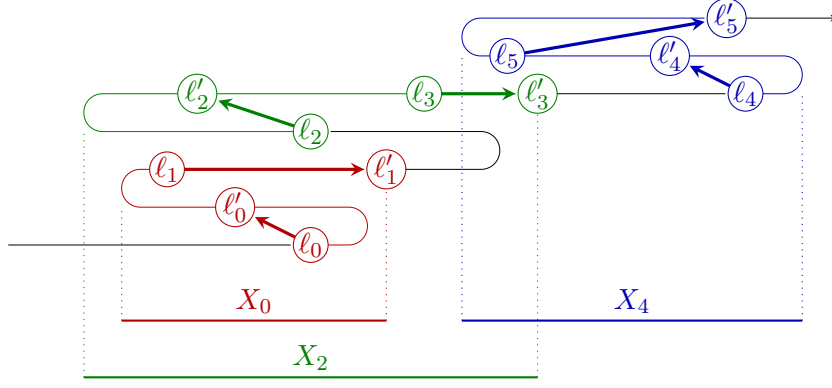 ℓ′₅
ℓ₅ ℓ′₄
ℓ′₂ ℓ₃ ℓ′₃ ℓ₄
ℓ₂
ℓ₁ ℓ′₁
ℓ′₀
ℓ₀
X₀ X₄
X₂